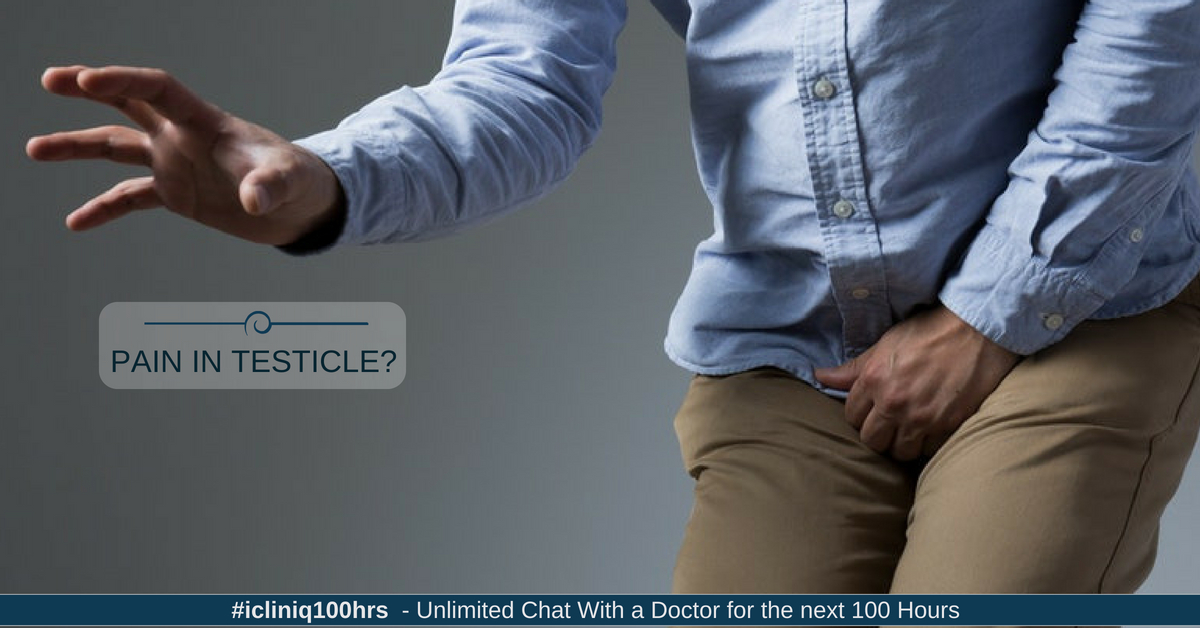 PAIN IN TESTICLE?
#icliniq100hrs - Unlimited Chat With a Doctor for the next 100 Hours